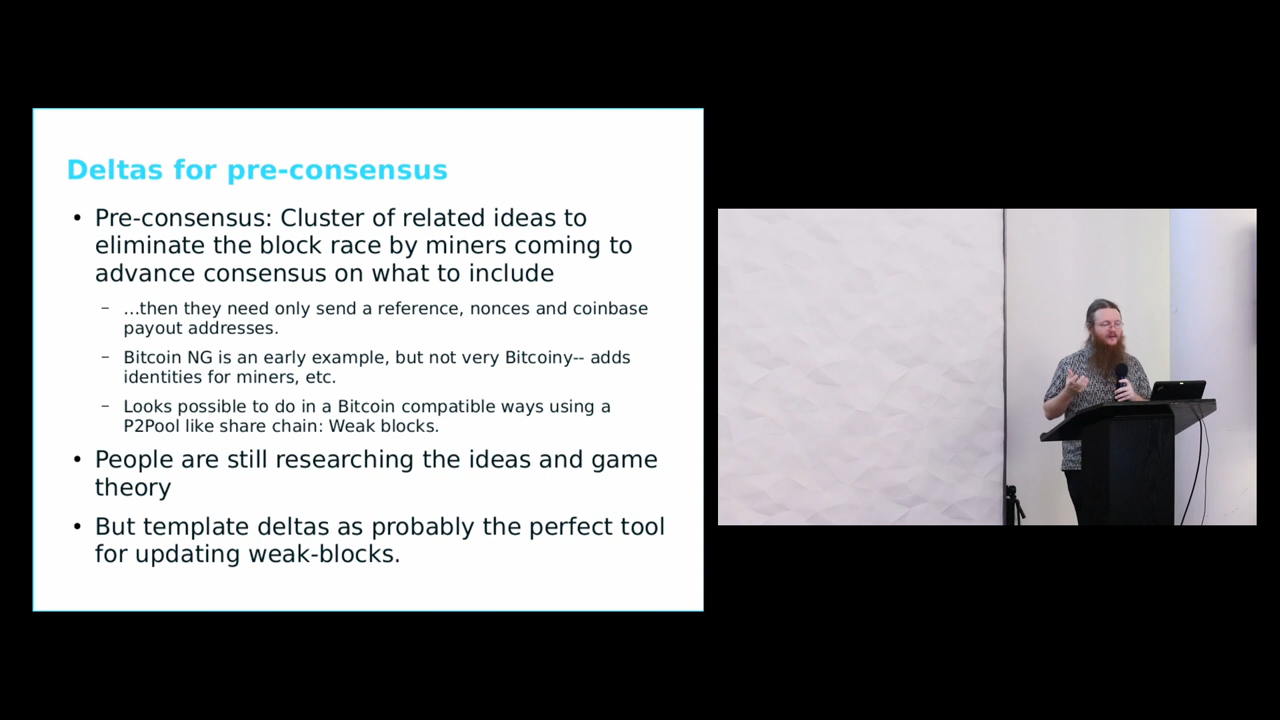 Deltas for pre-consensus
• Pre-consensus: Cluster of related ideas to
eliminate the block race by miners coming to
advance consensus on what to include
– ...then they need only send a reference, nonces and coinbase
payout addresses.
– Bitcoin NG is an early example, but not very Bitcoiny-- adds
identities for miners, etc.
– Looks possible to do in a Bitcoin compatible ways using a
P2Pool like share chain: Weak blocks.
• People are still researching the ideas and game
theory
• But template deltas as probably the perfect tool
for updating weak-blocks.